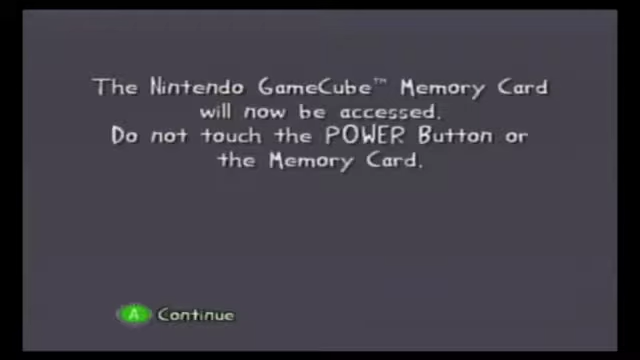 The Nintendo GameCube™ Memory Card
will now be accessed.
Do not touch the POWER Button or
the Memory Card.
A Continue